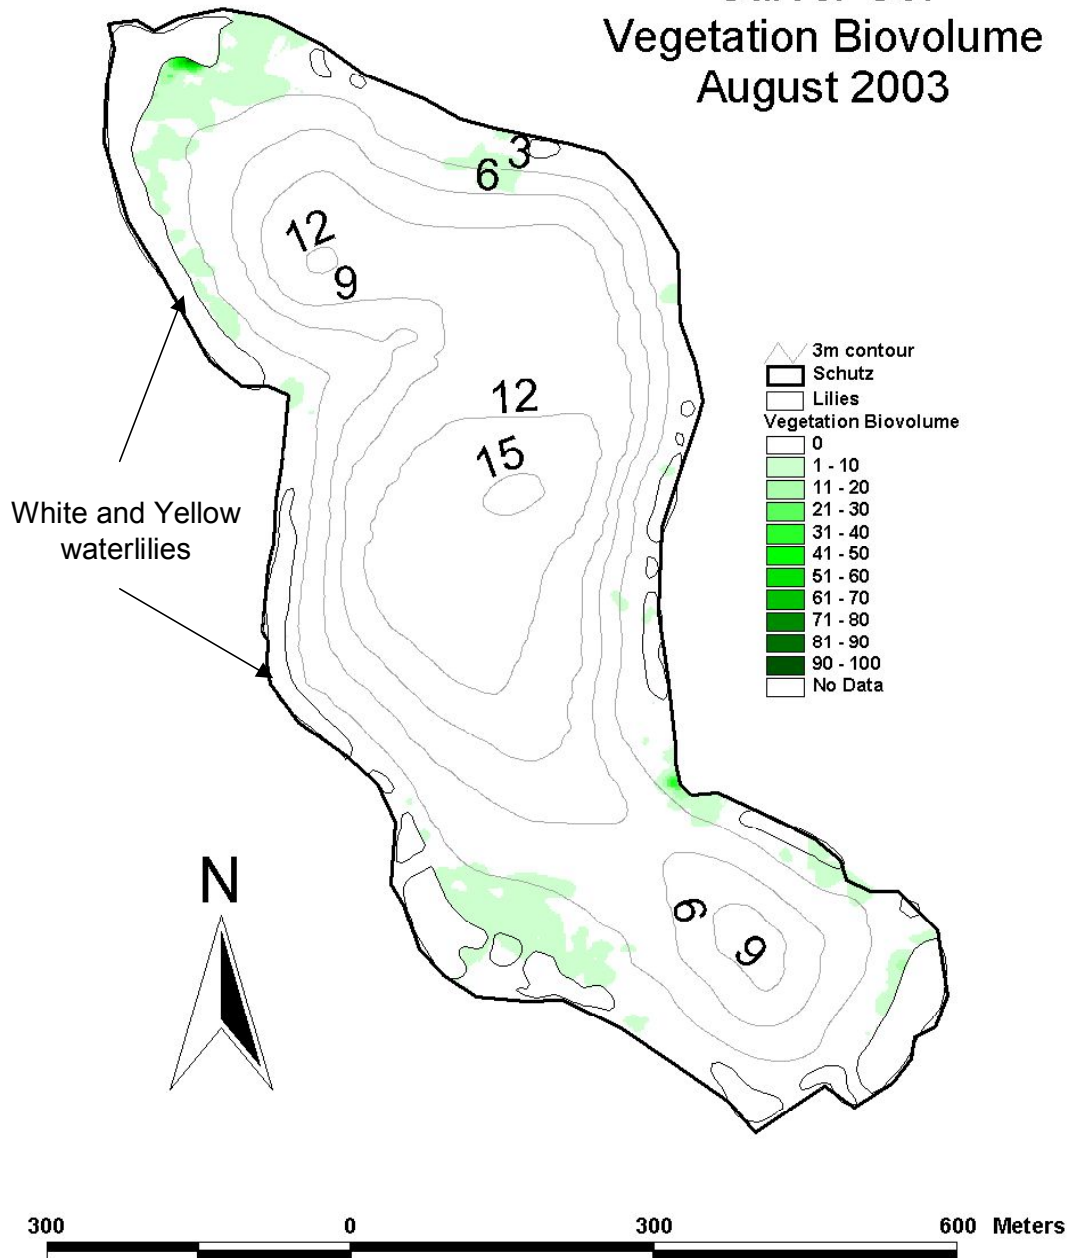 Vegetation Biovolume
August 2003
3
6
12
9
12
15
3m contour
Schutz
Lilies
Vegetation Biovolume
0
1 - 10
11 - 20
21 - 30
31 - 40
41 - 50
51 - 60
61 - 70
71 - 80
81 - 90
90 - 100
No Data
White and Yellow
waterlilies
N
6
9
300 0 300 600 Meters